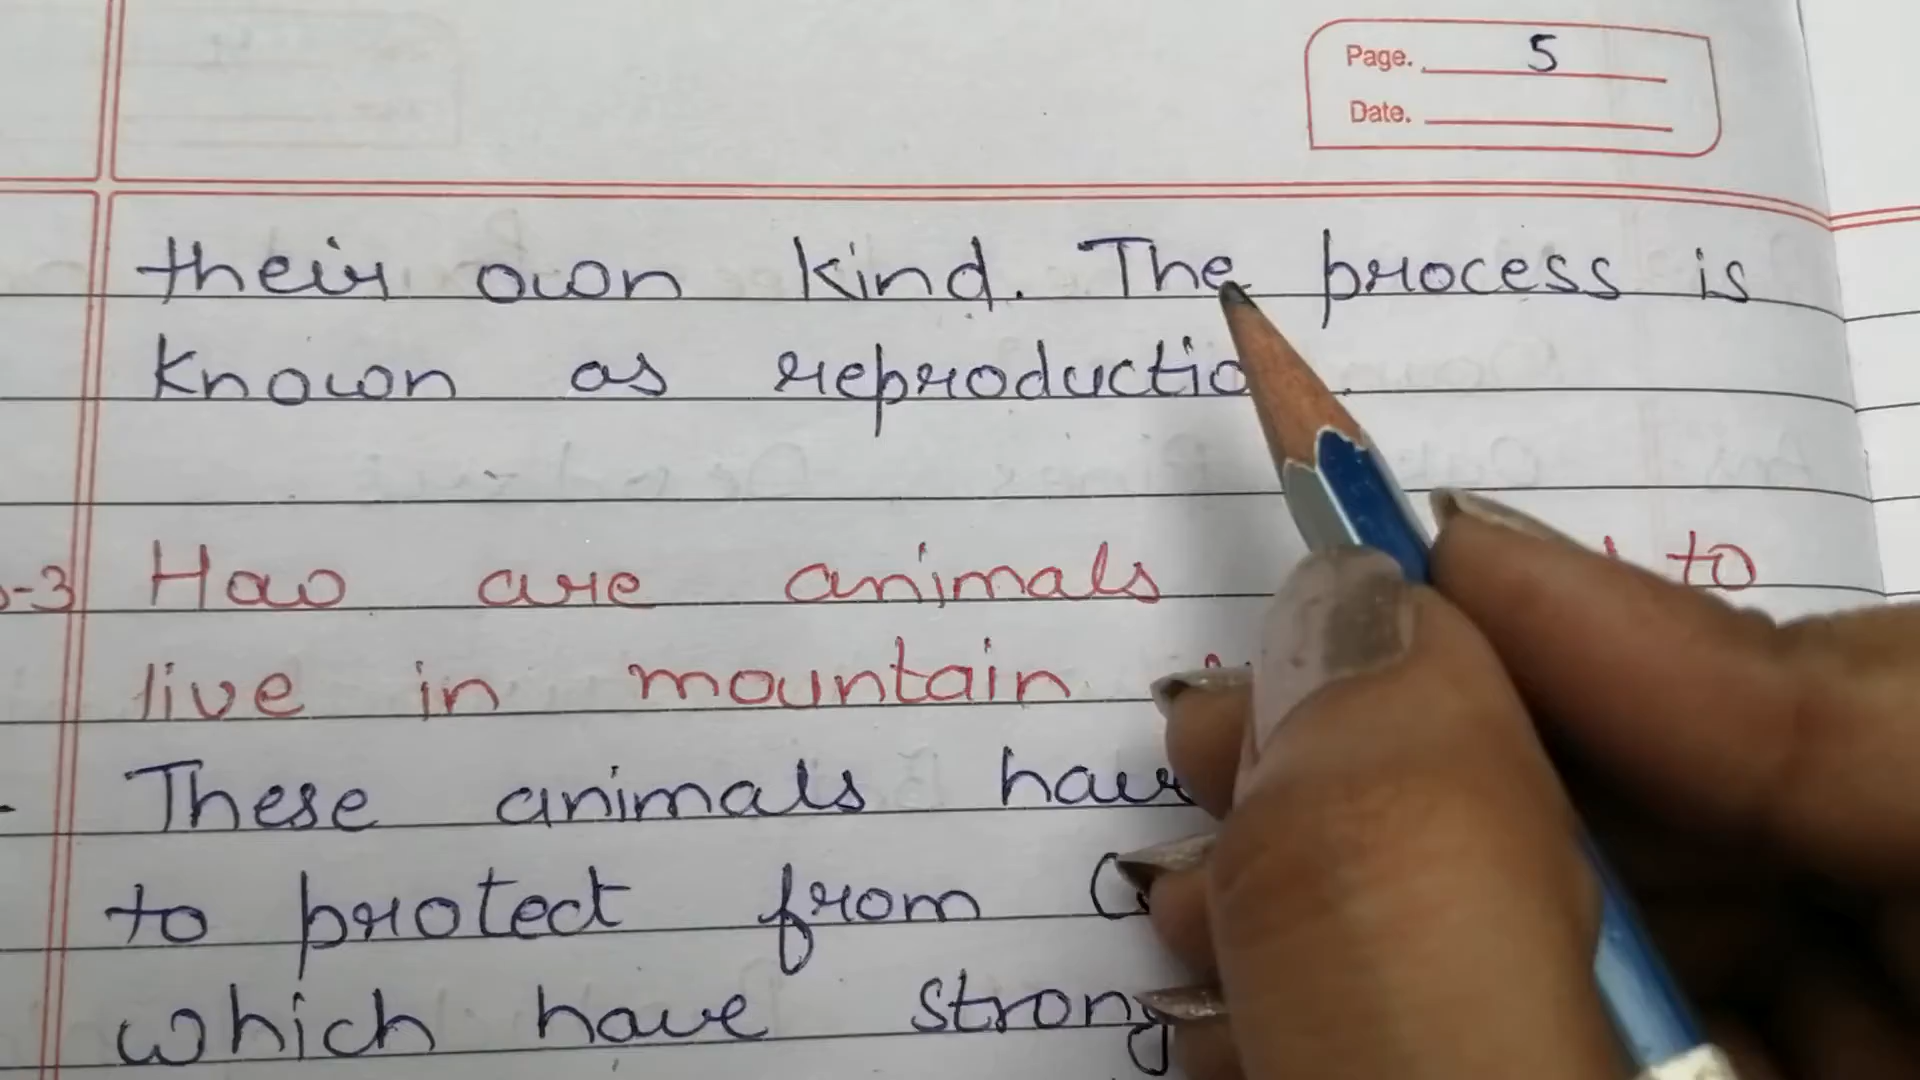 Page. 5
Date.
their own kind. The process is
known as reproductio
-3 How are animals to
live in mountain
These animals have
to protect from
which have strong